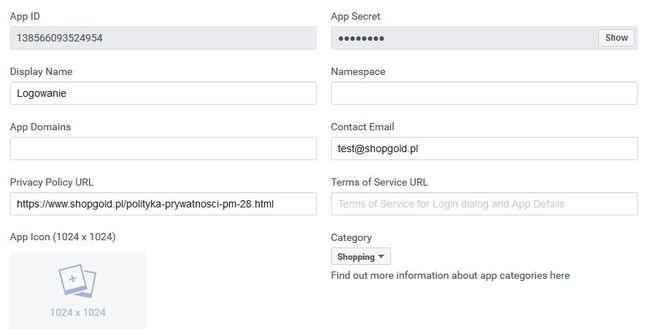 App ID
App Secret
138566093524954
●●●●●●●●
Show
Display Name
Namespace
Logowanie
App Domains
Contact Email
test@shopgold.pl
Privacy Policy URL
Terms of Service URL
https://www.shopgold.pl/polityka-prywatnosci-pm-28.html
Terms of Service for Login dialog and App Details
App Icon (1024 x 1024)
Category
Shopping
Find out more information about app categories here
1024 x 1024